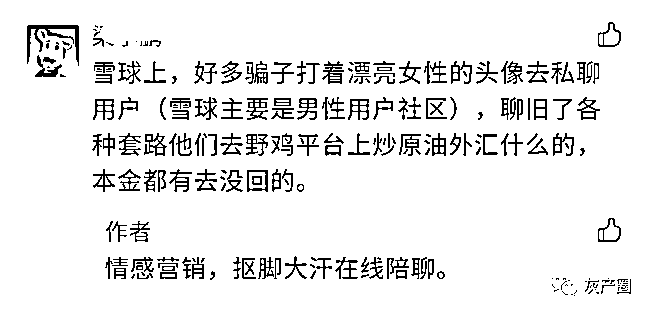 雪球上，好多骗子打着漂亮女性的头像去私聊
用户（雪球主要是男性用户社区），聊旧了各
种套路他们去野鸡平台上炒原油外汇什么的，
本金都有去没回的。
作者
情感营销，抠脚大汗在线陪聊。
灰产圈